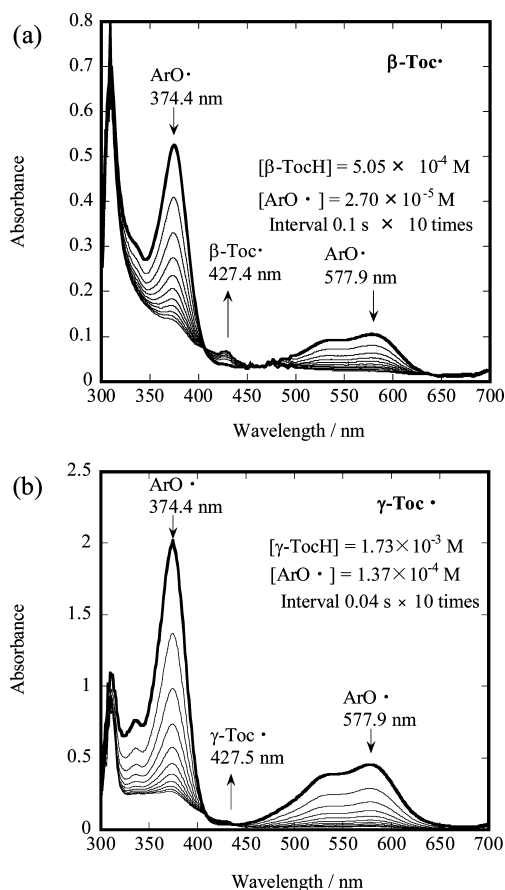 (a)
0.8
0.7
0.6
0.5
0.4
0.3
0.2
0.1
0
Absorbance
ArO •
374.4 nm
β-Toc•
[β-TocH] = 5.05 × 10-4 M
[ArO • ] = 2.70 × 10-5 M
Interval 0.1 s × 10 times
β-Toc•
427.4 nm
ArO •
577.9 nm
300 350 400 450 500 550 600 650 700
Wavelength / nm
(b)
2.5
2
1.5
1
0.5
0
Absorbance
ArO •
374.4 nm
γ-Toc •
[γ-TocH] = 1.73×10-3 M
[ArO • ] = 1.37×10-4 M
Interval 0.04 s × 10 times
γ-Toc •
427.5 nm
ArO •
577.9 nm
300 350 400 450 500 550 600 650 700
Wavelength / nm